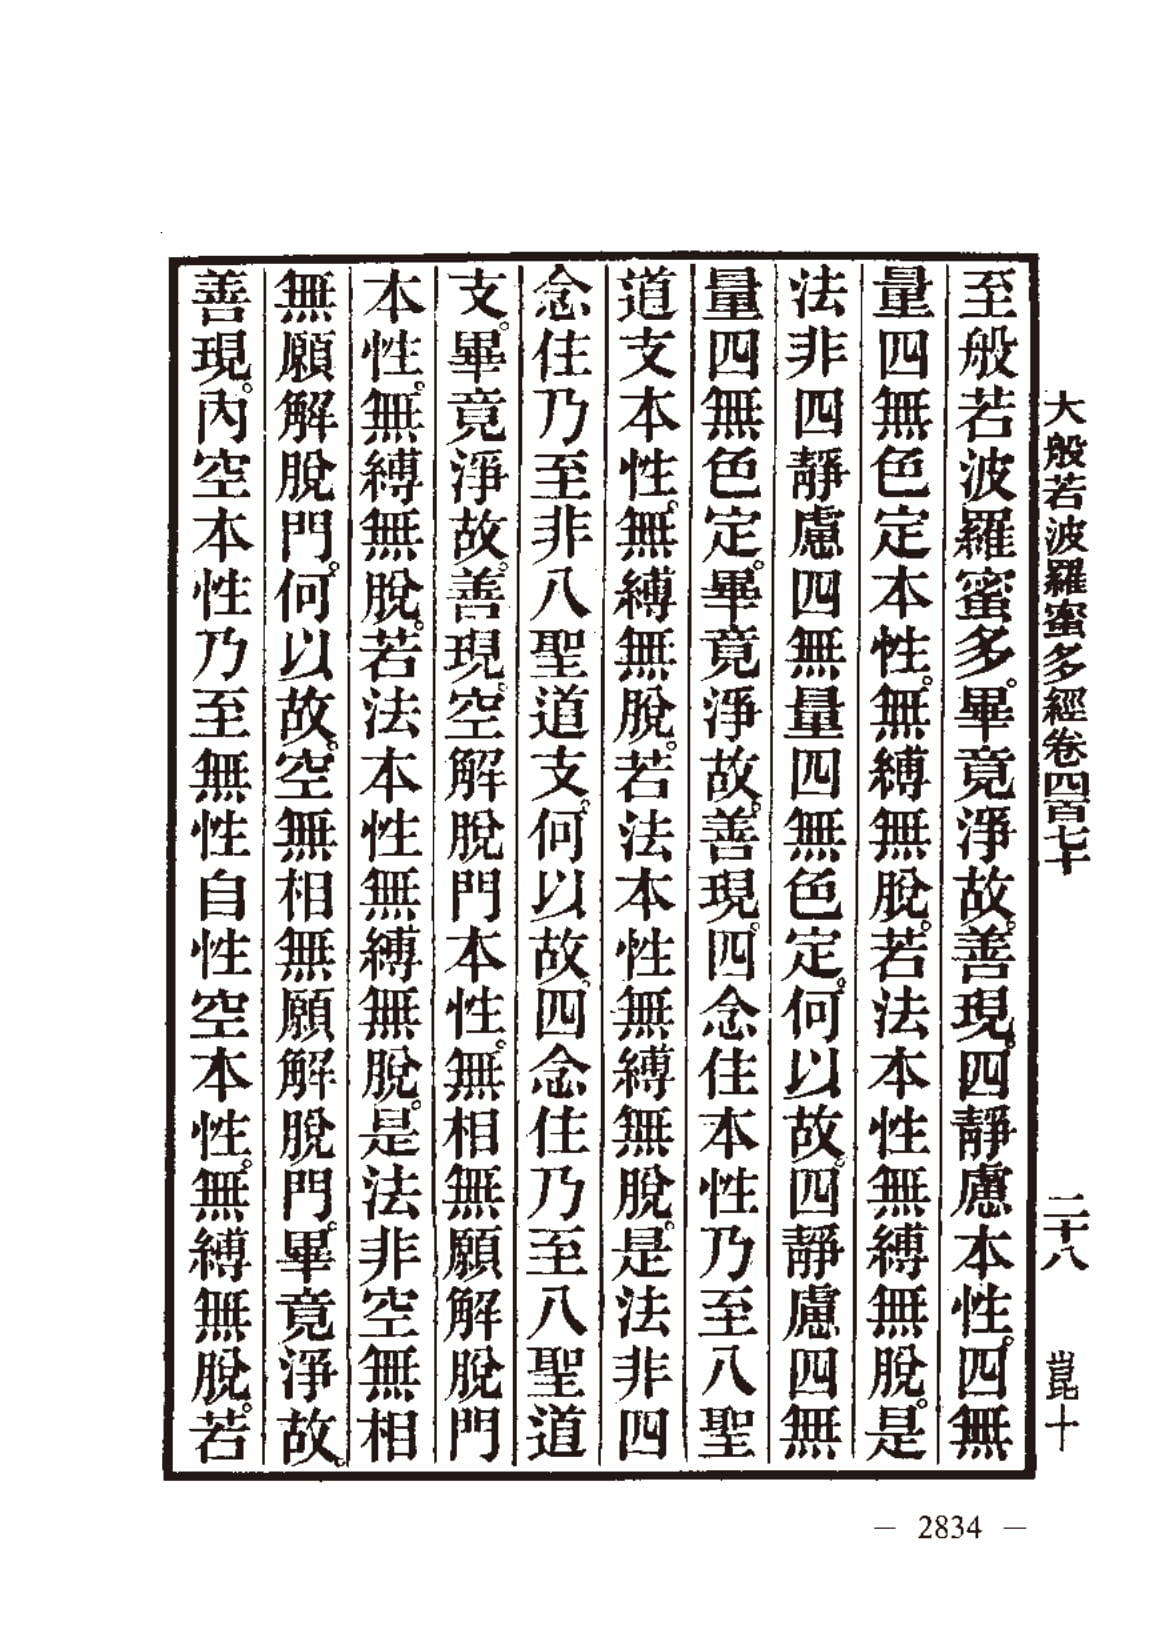 大般若波羅蜜多經卷四百七十 二十八 崑十
至般若波羅蜜多。畢竟淨故。善現。四靜慮本性。四無
量四無色定本性。無縛無脫。若法本性無縛無脫。是
法非四靜慮四無量四無色定。何以故。四靜慮四無
量四無色定。畢竟淨故。善現。四念住本性乃至八聖
道支本性。無縛無脫。若法本性無縛無脫。是法非四
念住乃至非八聖道支。何以故。四念住乃至八聖道
支。畢竟淨故。善現。空解脫門本性。無相無願解脫門
本性。無縛無脫。若法本性無縛無脫。是法非空無相
無願解脫門。何以故。空無相無願解脫門。畢竟淨故。
善現。內空本性乃至無性自性空本性。無縛無脫。若
— 2834 —